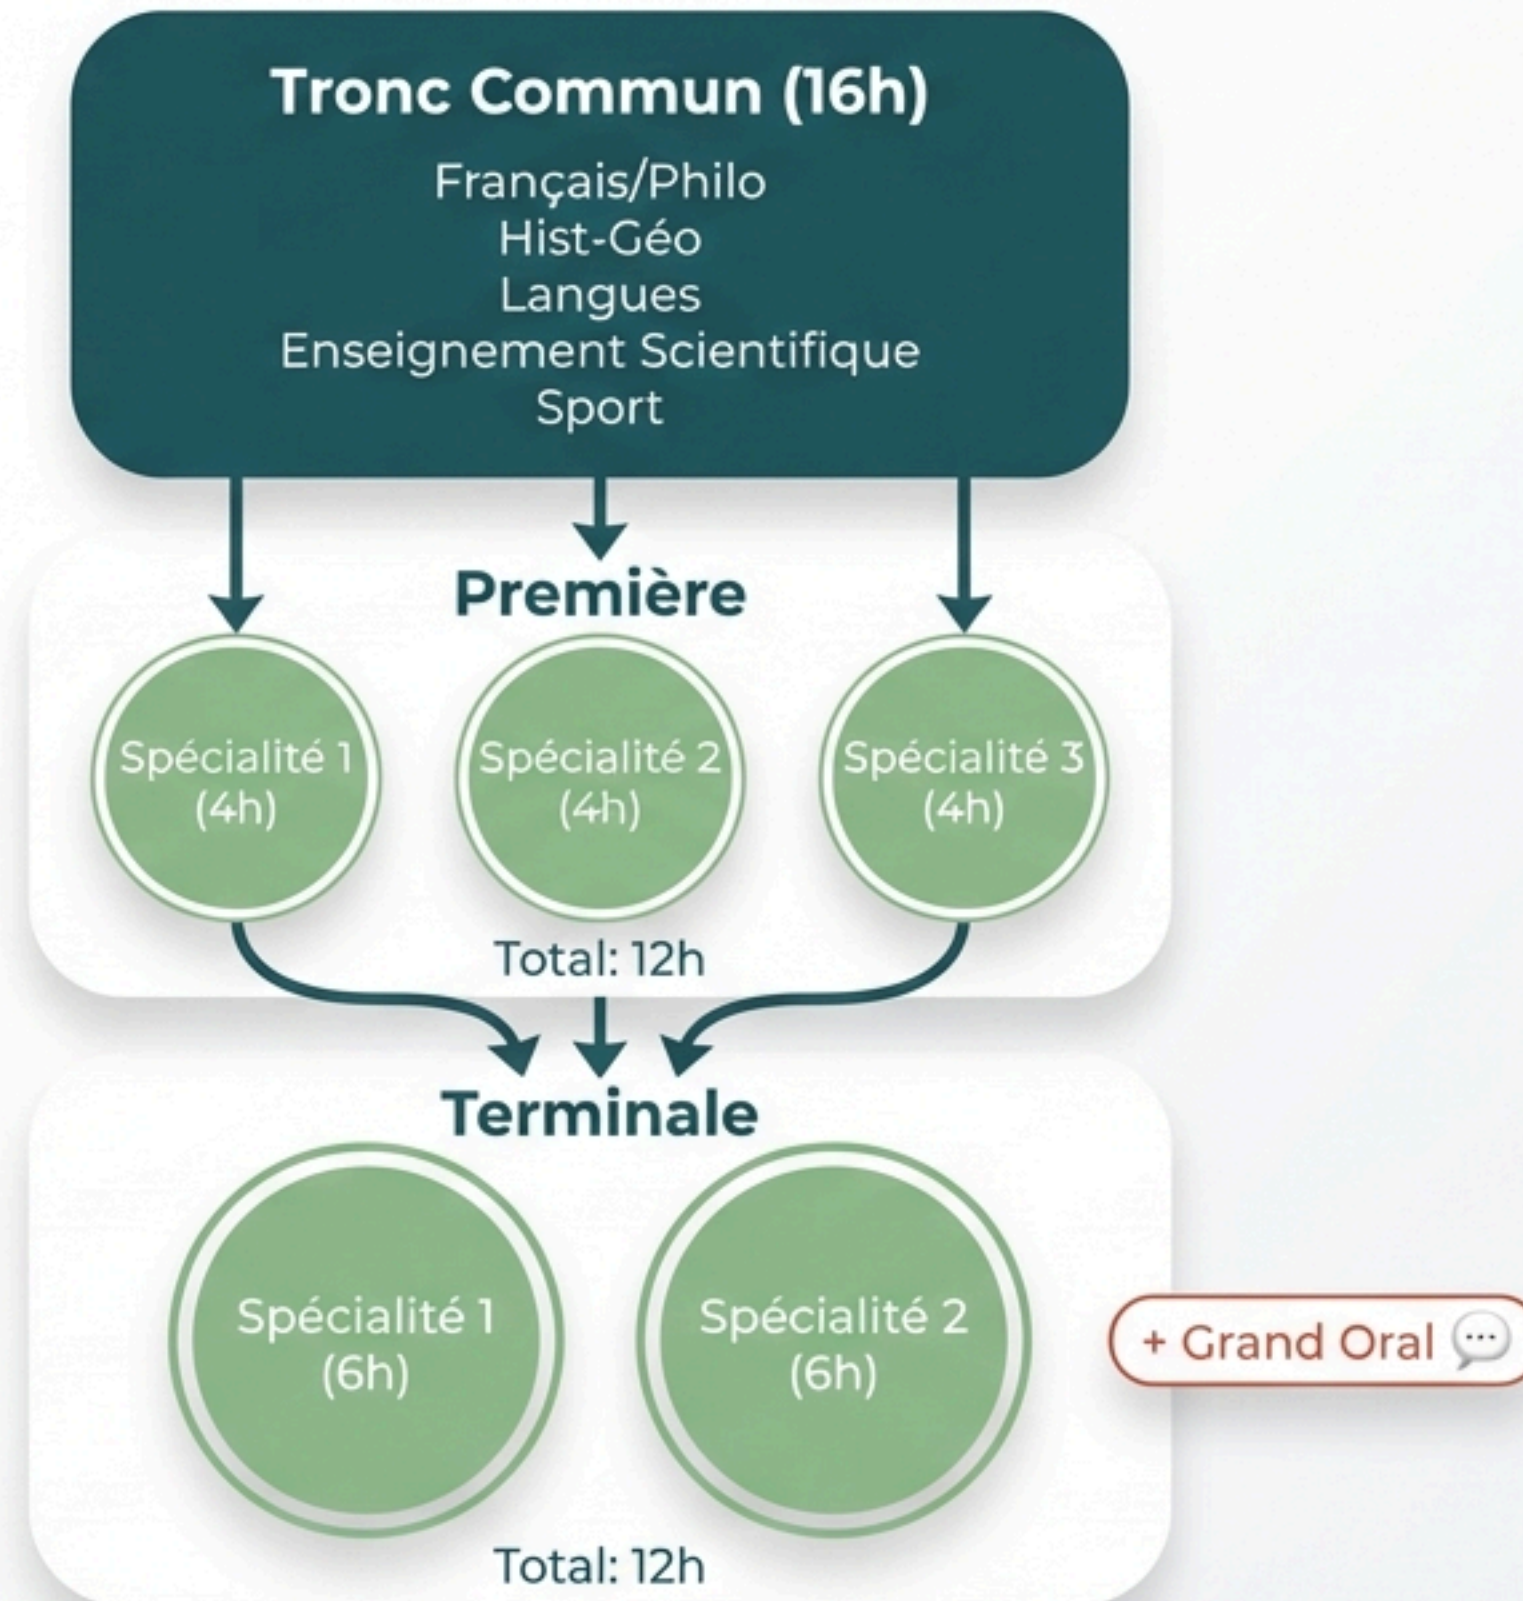 Tronc Commun (16h)
Français/Philo
Hist-Géo
Langues
Enseignement Scientifique
Sport
Première
Spécialité 1
(4h)
Spécialité 2
(4h)
Spécialité 3
(4h)
Total: 12h
Terminale
Spécialité 1
(6h)
Spécialité 2
(6h)
+ Grand Oral
Total: 12h